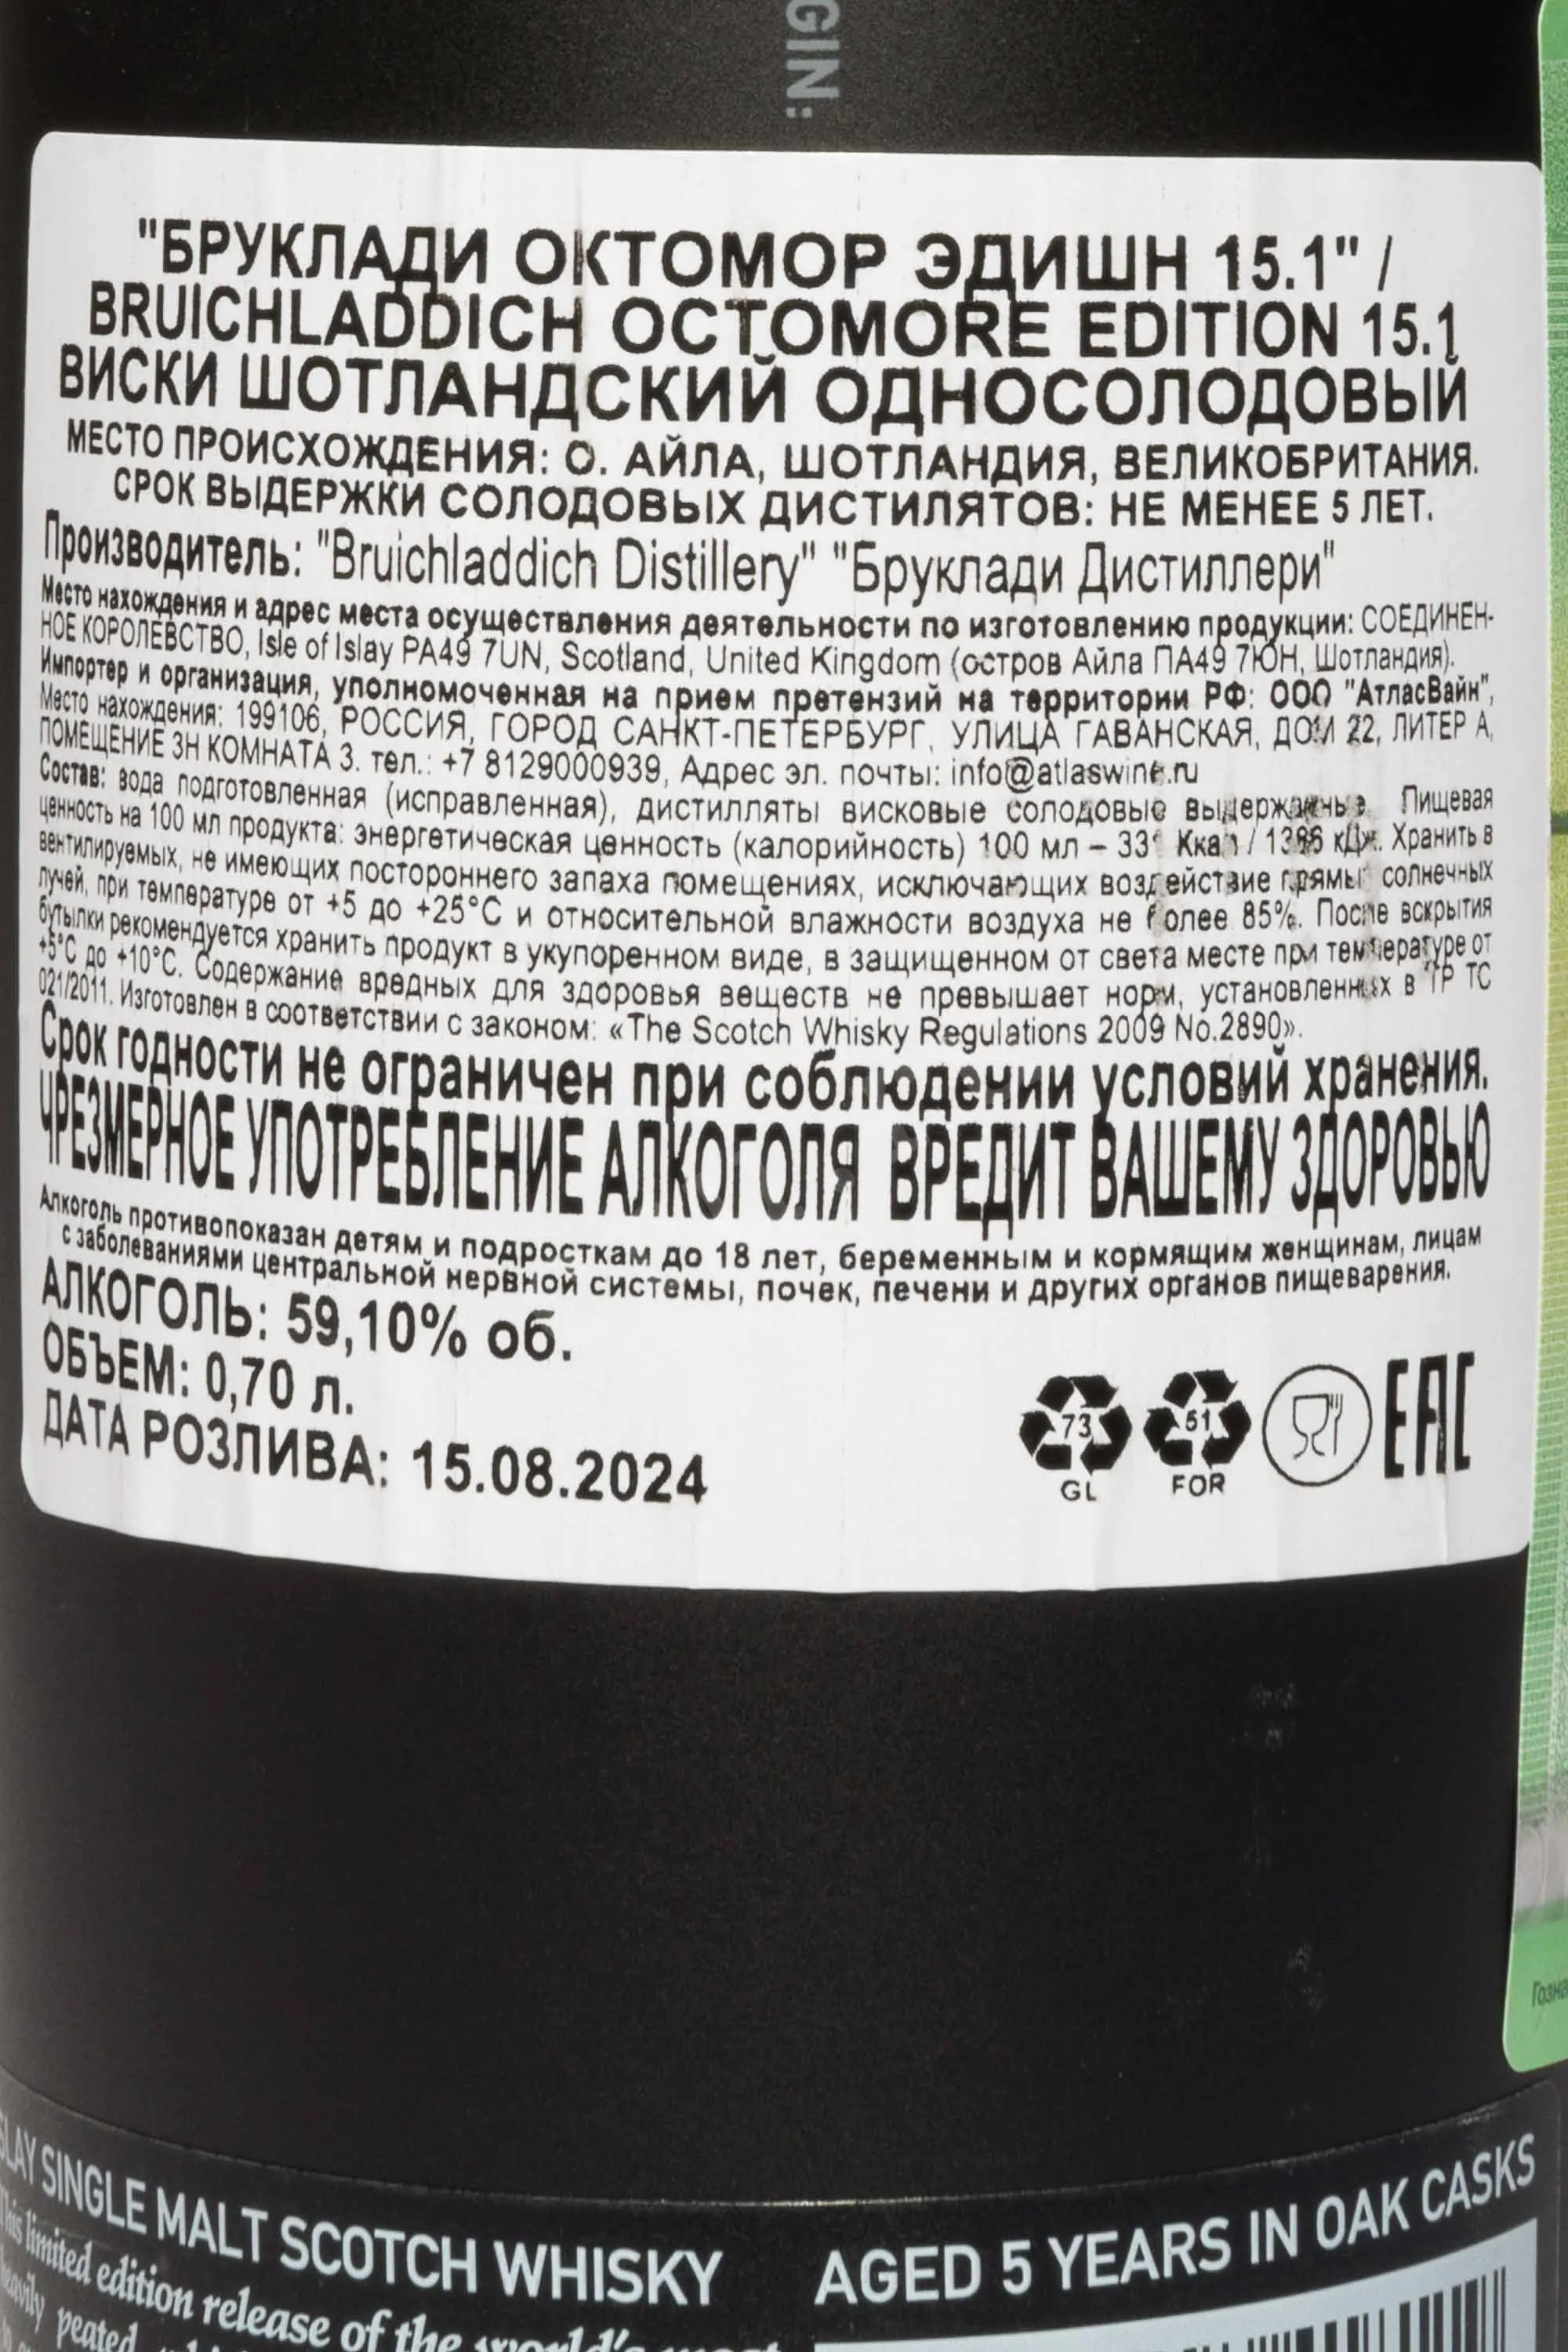 GIN:
"БРУКЛАДИ ОКТОМОР ЭДИШН 15.1" /
BRUICHLADDICH OCTOMORE EDITION 15.1
ВИСКИ ШОТЛАНДСКИЙ ОДНОСОЛОДОВЫЙ
МЕСТО ПРОИСХОЖДЕНИЯ: О. АЙЛА, ШОТЛАНДИЯ, ВЕЛИКОБРИТАНИЯ.
СРОК ВЫДЕРЖКИ СОЛОДОВЫХ ДИСТИЛЯТОВ: НЕ МЕНЕЕ 5 ЛЕТ.
Производитель: "Bruichladdich Distillery" "Бруклади Дистиллери"
Место нахождения и адрес места осуществления деятельности по изготовлению продукции: СОЕДИНЕН-
НОЕ КОРОЛЕВСТВО, Isle of Islay PA49 7UN, Scotland, United Kingdom (остров Айла ПА49 7ЮН, Шотландия).
Импортер и организация, уполномоченная на прием претензий на территории РФ: ООО "АтласВайн",
Место нахождения: 199106, РОССИЯ, ГОРОД САНКТ-ПЕТЕРБУРГ, УЛИЦА ГАВАНСКАЯ, ДОМ 22, ЛИТЕР А,
ПОМЕЩЕНИЕ 3Н КОМНАТА 3. тел.: +7 8129000939, Адрес эл. почты: info@atlaswine.ru
Состав: вода подготовленная (исправленная), дистилляты висковые солодовые выдержанные. Пищевая
ценность на 100 мл продукта: энергетическая ценность (калорийность) 100 мл – Ккал / кДж. Хранить в
вентилируемых, не имеющих постороннего запаха помещениях, исключающих воздействие прямых солнечных
лучей, при температуре от +5 до +25°С и относительной влажности воздуха не более 85%. После вскрытия
бутылки рекомендуется хранить продукт в укупоренном виде, в защищенном от света месте при температуре от
+5°С до +10°С. Содержание вредных для здоровья веществ не превышает норм, установленных в ТР ТС
021/2011. Изготовлен в соответствии с законом: «The Scotch Whisky Regulations 2009 No.2890».
Срок годности не ограничен при соблюдении условий хранения.
ЧРЕЗМЕРНОЕ УПОТРЕБЛЕНИЕ АЛКОГОЛЯ ВРЕДИТ ВАШЕМУ ЗДОРОВЬЮ
Алкоголь противопоказан детям и подросткам до 18 лет, беременным и кормящим женщинам, лицам
с заболеваниями центральной нервной системы, почек, печени и других органов пищеварения.
АЛКОГОЛЬ: 59,10% об.
ОБЪЕМ: 0,70 л.
ДАТА РОЗЛИВА: 15.08.2024
73 51 EAC
GL FOR
SLAY SINGLE MALT SCOTCH WHISKY AGED 5 YEARS IN OAK CASKS
This limited edition release of the world's most
heavily peated